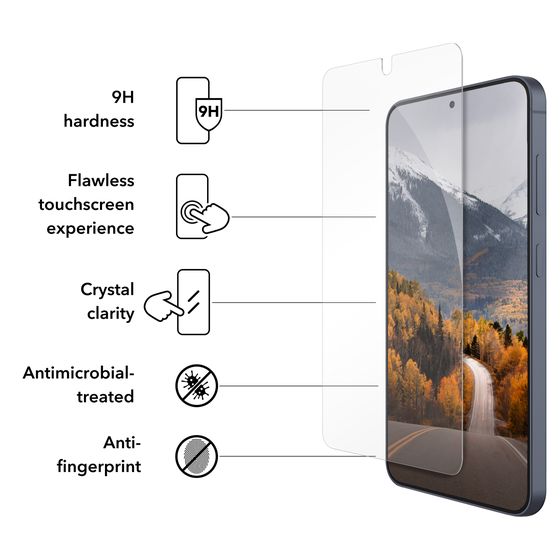 9H
hardness
9H
Flawless
touchscreen
experience
Crystal
clarity
Antimicrobial-
treated
Anti-
fingerprint